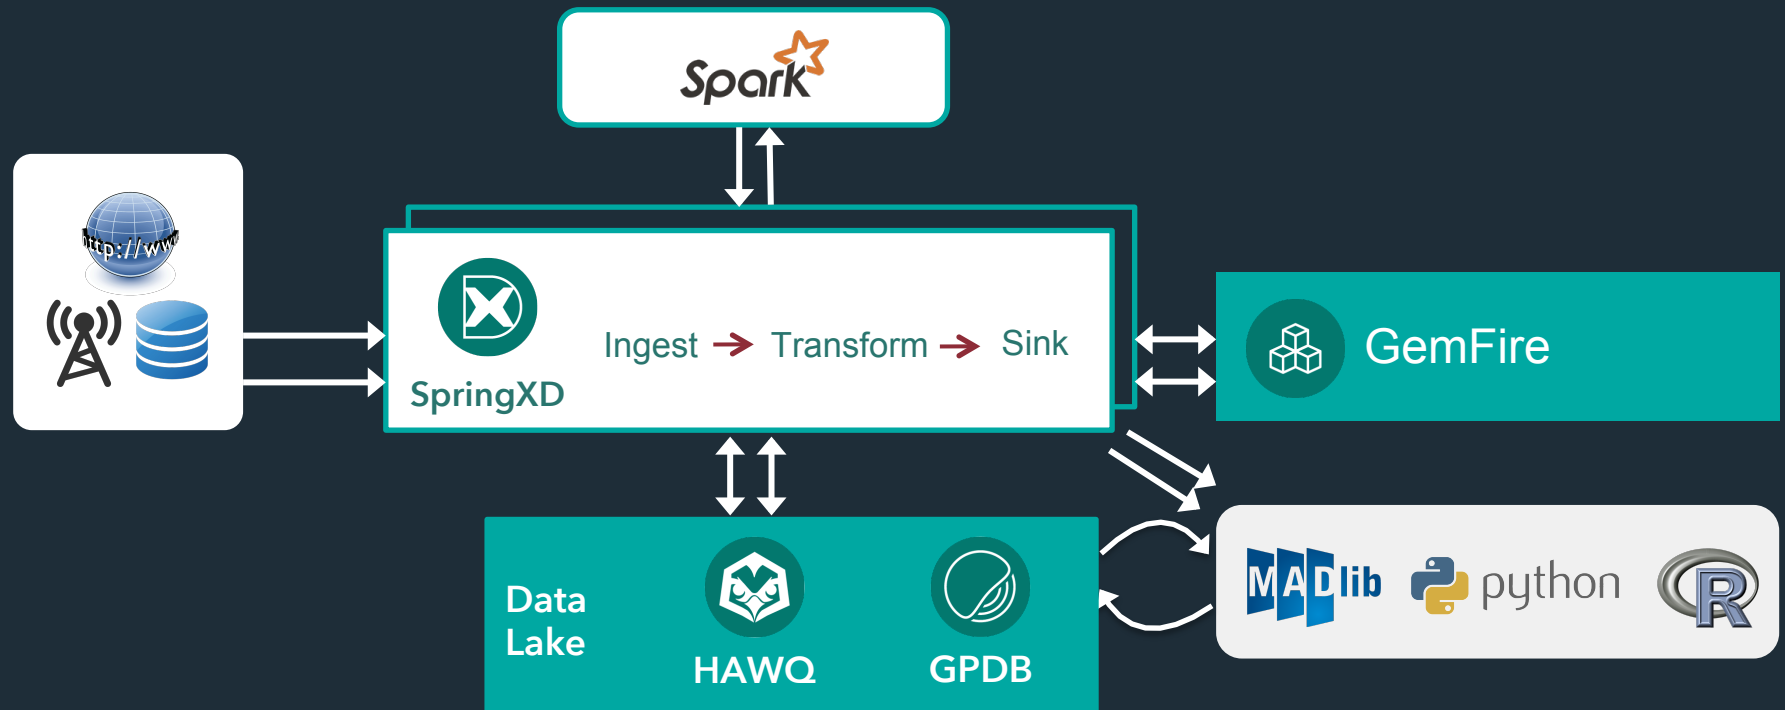 Spark
http://www
SpringXD
Ingest
Transform
Sink
GemFire
Data
Lake
HAWQ
GPDB
MADlib
python
R